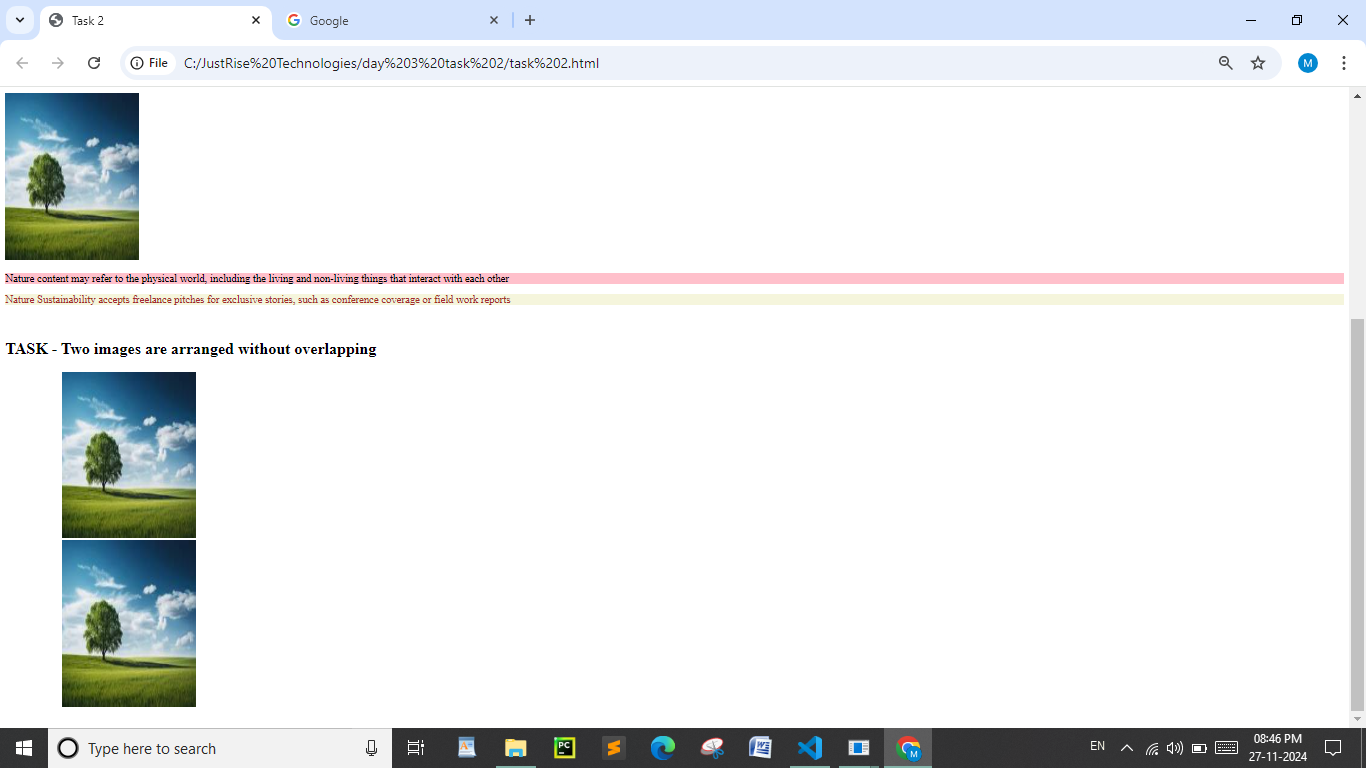 Task 2
Google
File
C:/JustRise%20Technologies/day%203%20task%202/task%202.html
M
Nature content may refer to the physical world, including the living and non-living things that interact with each other
Nature Sustainability accepts freelance pitches for exclusive stories, such as conference coverage or field work reports
TASK - Two images are arranged without overlapping
Type here to search
PC
W
M
EN
08:46 PM
27-11-2024